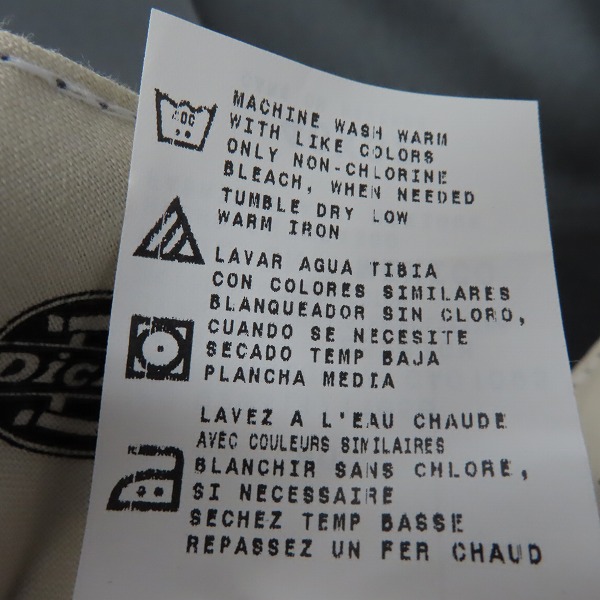 MACHINE WASH WARM
WITH LIKE COLORS
ONLY NON-CHLORINE
BLEACH, WHEN NEEDED
TUMBLE DRY LOW
WARM IRON
40C
LAVAR AGUA TIBIA
CON COLORES SIMILARES
BLANQUEADOR SIN CLORO,
CUANDO SE NECESITE
SECADO TEMP BAJA
PLANCHA MEDIA
Dic
LAVEZ A L'EAU CHAUDE
AVEC COULEURS SIMILAIRES
BLANCHIR SANS CHLORE,
SI NECESSAIRE
SECHEZ TEMP BASSE
REPASSEZ UN FER CHAUD